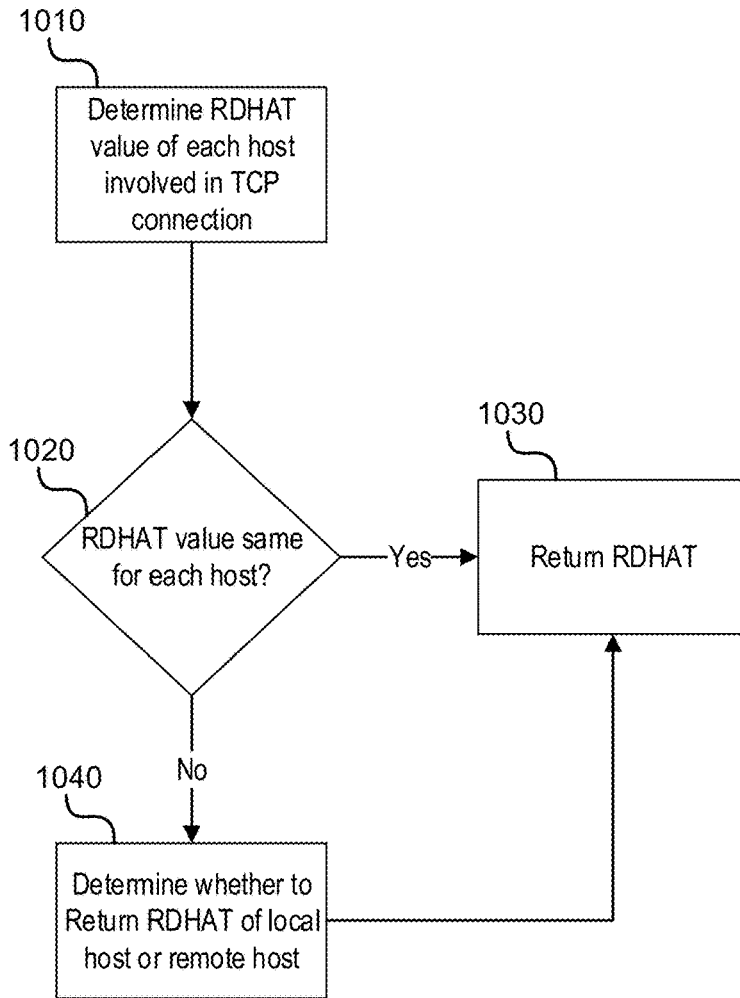 1010
Determine RDHAT
value of each host
involved in TCP
connection
1020
RDHAT value same
for each host?
Yes
1030
Return RDHAT
No
1040
Determine whether to
Return RDHAT of local
host or remote host